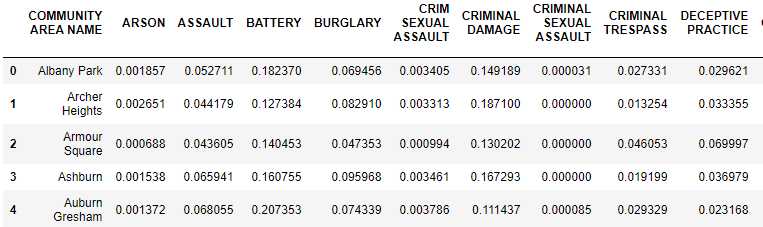 COMMUNITY AREA NAME ARSON ASSAULT BATTERY BURGLARY CRIM SEXUAL ASSAULT CRIMINAL DAMAGE CRIMINAL SEXUAL ASSAULT CRIMINAL TRESPASS DECEPTIVE PRACTICE
0 Albany Park 0.001857 0.052711 0.182370 0.069456 0.003405 0.149189 0.000031 0.027331 0.029621
1 Archer Heights 0.002651 0.044179 0.127384 0.082910 0.003313 0.187100 0.000000 0.013254 0.033355
2 Armour Square 0.000688 0.043605 0.140453 0.047353 0.000994 0.130202 0.000000 0.046053 0.069997
3 Ashburn 0.001538 0.065941 0.160755 0.095968 0.003461 0.167293 0.000000 0.019199 0.036979
4 Auburn Gresham 0.001372 0.068055 0.207353 0.074339 0.003786 0.111437 0.000085 0.029329 0.023168